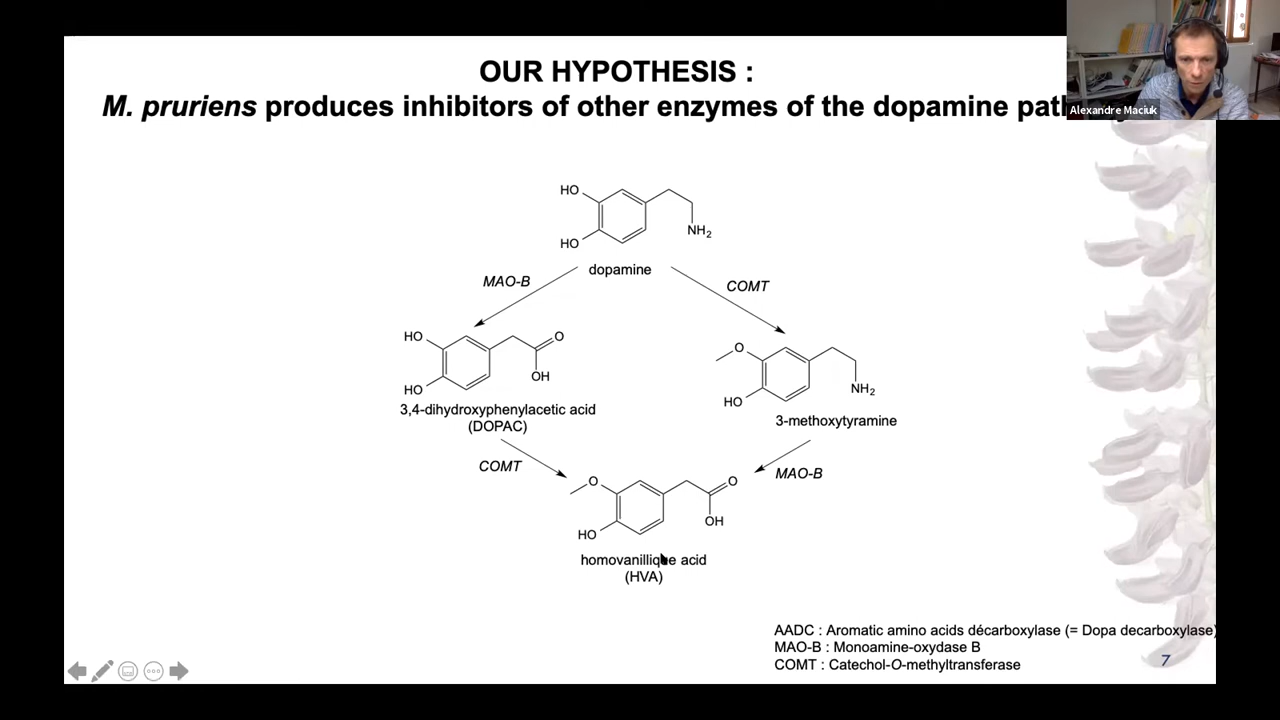 OUR HYPOTHESIS :
M. pruriens produces inhibitors of other enzymes of the dopamine
Alexandre Maciuk
HO
HO
NH₂
dopamine
MAO-B
COMT
HO
HO
O
OH
3,4-dihydroxyphenylacetic acid
(DOPAC)
O
HO
NH₂
3-methoxytyramine
COMT
MAO-B
O
HO
O
OH
homovanillique acid
(HVA)
AADC : Aromatic amino acids décarboxylase (= Dopa decarboxylase)
MAO-B : Monoamine-oxydase B
COMT : Catechol-O-methyltransferase
7